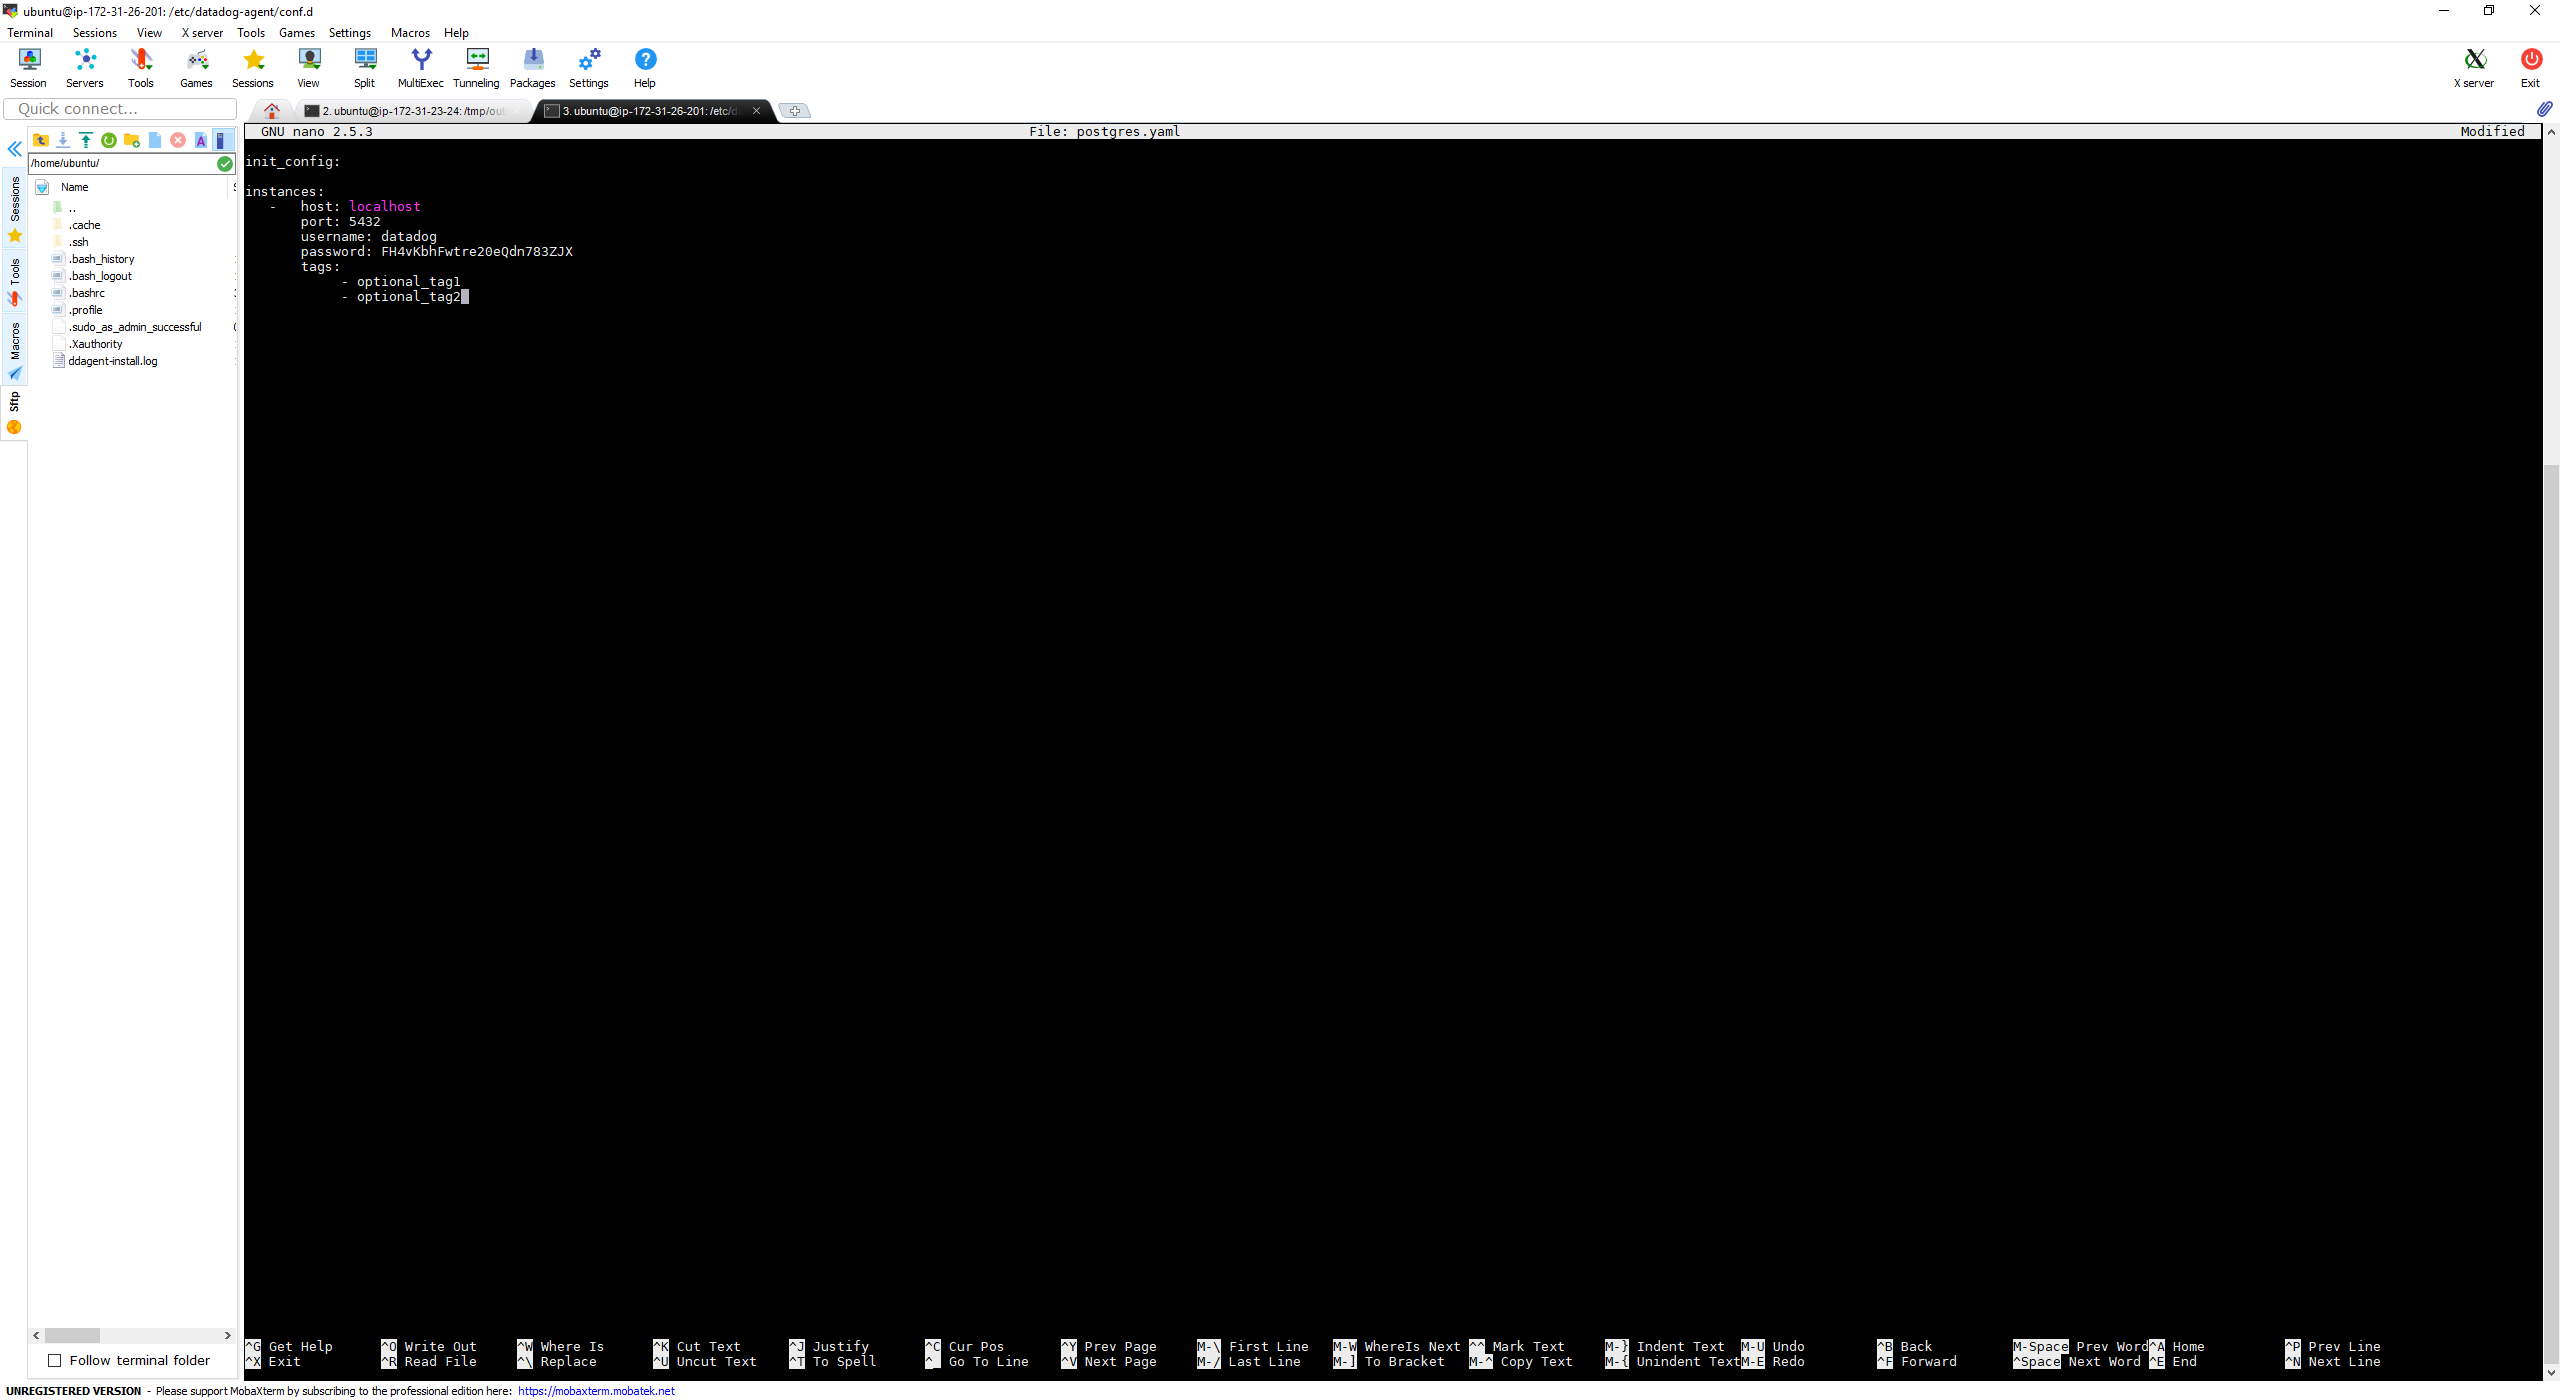 ubuntu@ip-172-31-26-201: /etc/datadog-agent/conf.d
Terminal Sessions View X server Tools Games Settings Macros Help
Session Servers Tools Games Sessions View Split MultiExec Tunneling Packages Settings Help X server Exit
Quick connect...
2. ubuntu@ip-172-31-23-24: /tmp/out
3. ubuntu@ip-172-31-26-201: /etc/da
/home/ubuntu/
Name
..
.cache
.ssh
.bash_history
.bash_logout
.bashrc
.profile
.sudo_as_admin_successful
.Xauthority
ddagent-install.log
Sessions
Tools
Macros
Sftp
Follow terminal folder
GNU nano 2.5.3 File: postgres.yaml Modified
init_config:
instances:
- host: localhost
port: 5432
username: datadog
password: FH4vKbhFwtre20eQdn783ZJX
tags:
- optional_tag1
- optional_tag2
^G Get Help ^O Write Out ^W Where Is ^K Cut Text ^J Justify ^C Cur Pos ^Y Prev Page M-\ First Line M-W WhereIs Next ^^ Mark Text M-} Indent Text M-U Undo ^B Back M-Space Prev Word ^A Home ^P Prev Line
^X Exit ^R Read File ^\ Replace ^U Uncut Text ^T To Spell ^_ Go To Line ^V Next Page M-/ Last Line M-] To Bracket M-^ Copy Text M-{ Unindent Text M-E Redo ^F Forward ^Space Next Word ^E End ^N Next Line
UNREGISTERED VERSION - Please support MobaXterm by subscribing to the professional edition here: https://mobaxterm.mobatek.net